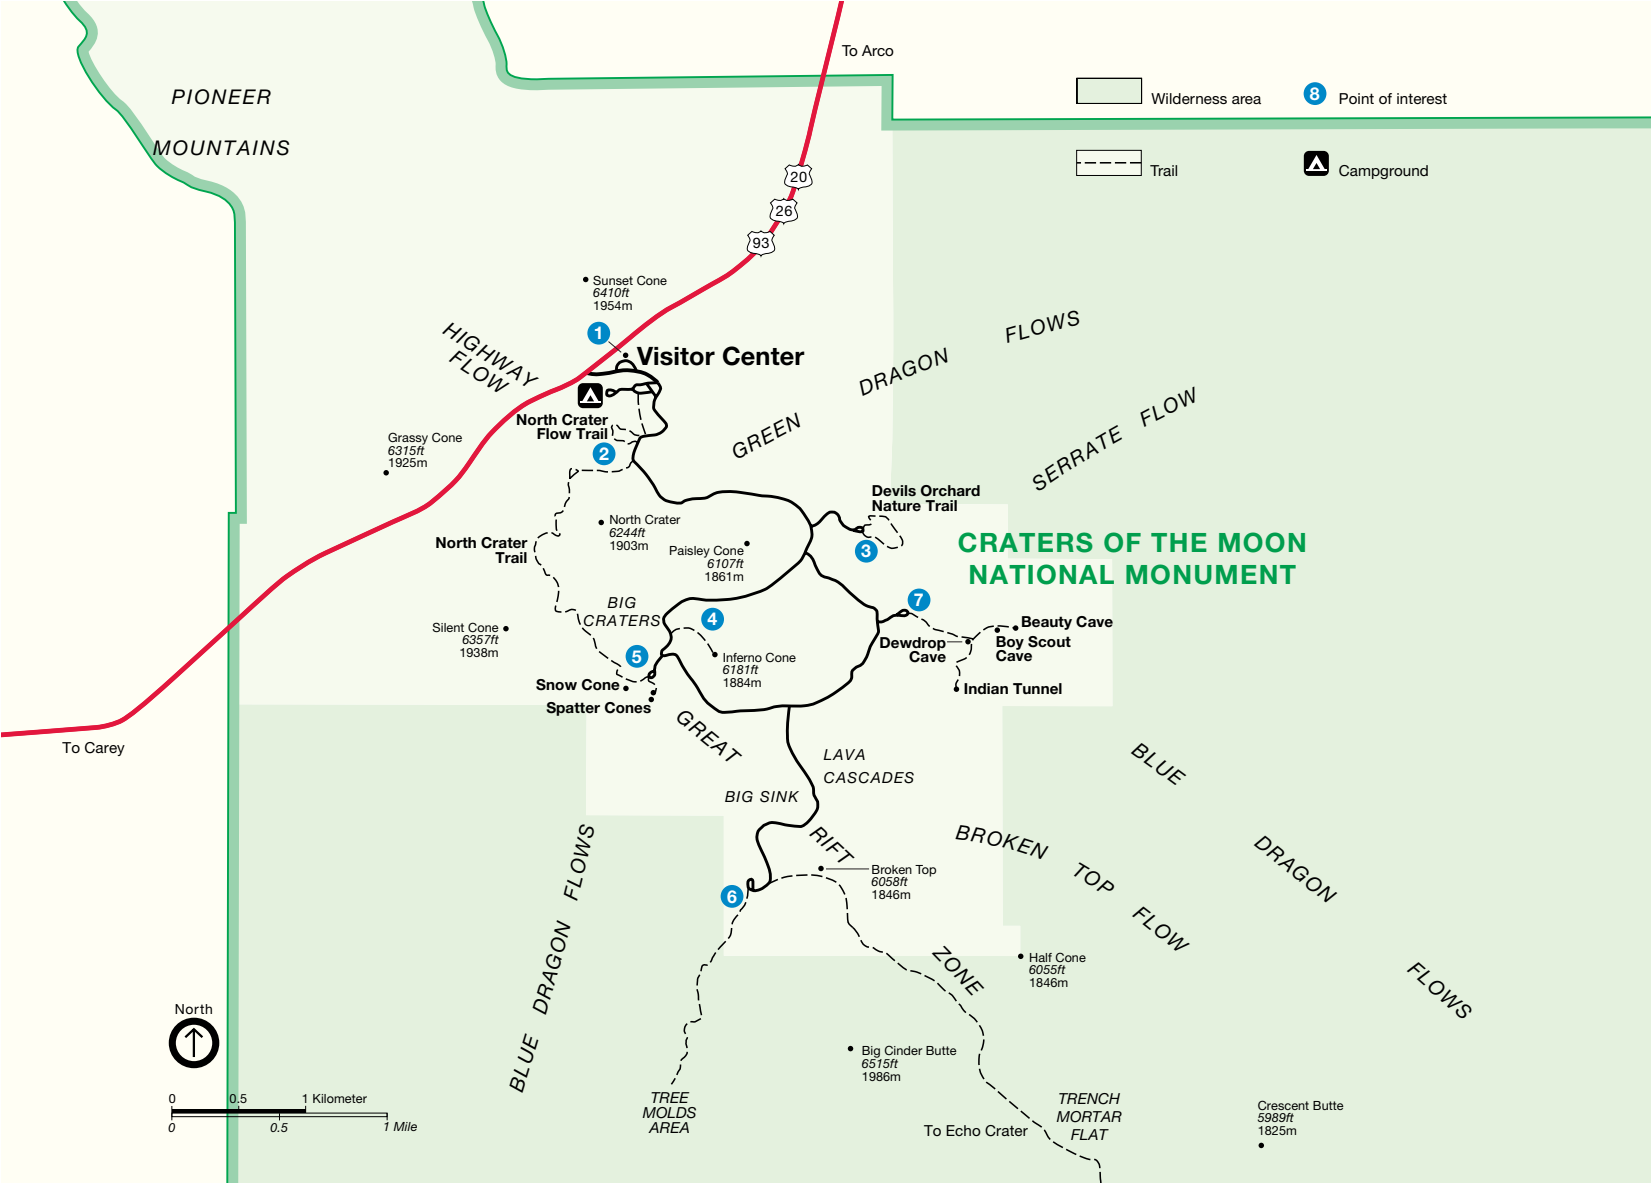 To Arco
PIONEER
MOUNTAINS
Wilderness area
8
Point of interest
Trail
Campground
20
26
93
Sunset Cone
6410ft
1954m
1
Visitor Center
HIGHWAY
FLOW
North Crater
Flow Trail
2
Grassy Cone
6315ft
1925m
GREEN DRAGON FLOWS
SERRATE FLOW
Devils Orchard
Nature Trail
3
North Crater
6244ft
1903m
North Crater
Trail
Paisley Cone
6107ft
1861m
CRATERS OF THE MOON
NATIONAL MONUMENT
BIG
CRATERS
4
7
Silent Cone
6357ft
1938m
5
Inferno Cone
6181ft
1884m
Dewdrop
Cave
Beauty Cave
Boy Scout
Cave
Indian Tunnel
Snow Cone
Spatter Cones
GREAT RIFT ZONE
To Carey
LAVA
CASCADES
BIG SINK
BLUE DRAGON FLOWS
BROKEN TOP FLOW
BLUE DRAGON FLOWS
Broken Top
6058ft
1846m
6
Half Cone
6055ft
1846m
North
Big Cinder Butte
6515ft
1986m
0 0.5 1 Kilometer
0 0.5 1 Mile
TREE
MOLDS
AREA
To Echo Crater
TRENCH
MORTAR
FLAT
Crescent Butte
5989ft
1825m